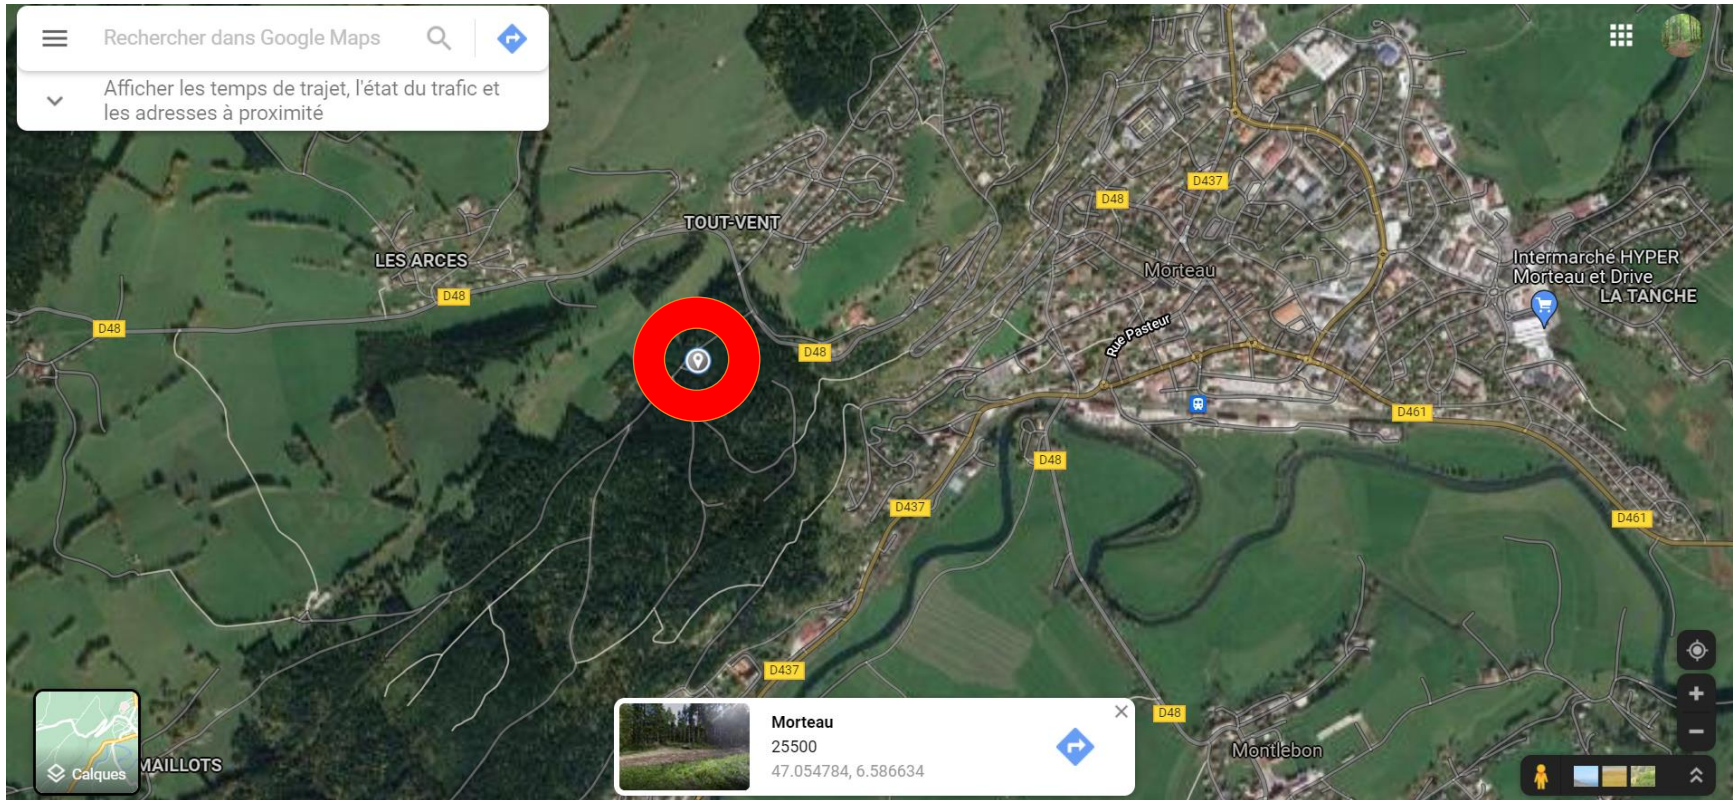 Rechercher dans Google Maps
Afficher les temps de trajet, l'état du trafic et
les adresses à proximité
D437
D48
TOUT-VENT
LES ARCES
Intermarché HYPER
Morteau et Drive
Morteau
LA TANCHE
D48
D48
Rue Pasteur
D48
D461
D48
D437
D461
D437
Morteau
25500
47.054784, 6.586634
D48
Montlebon
MAILLOTS
Calques